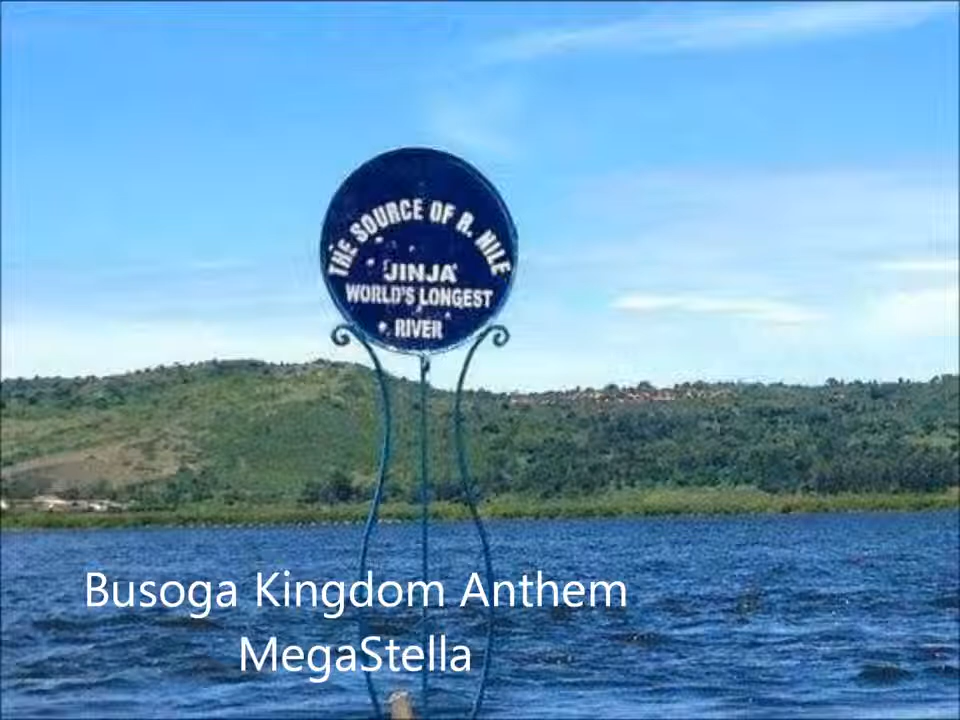 THE SOURCE OF R. NILE
JINJA
WORLD'S LONGEST
RIVER
Busoga Kingdom Anthem
MegaStella